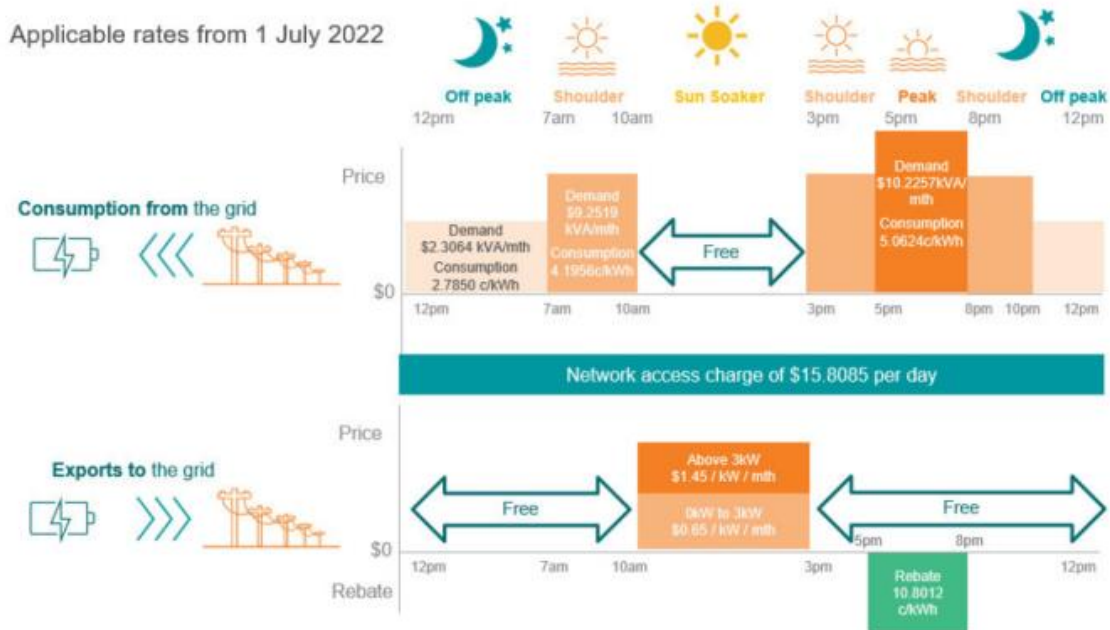 Applicable rates from 1 July 2022
Off peak Shoulder Sun Soaker Shoulder Peak Shoulder Off peak
12pm 7am 10am 3pm 5pm 8pm 12pm
Price
Consumption from the grid
Demand
$2.3064 kVA/mth
Consumption
2.7850 c/kWh
Demand
$9.2519
kVA/mth
Consumption
4.1956c/kWh
Free
Demand
$10.2257kVA/
mth
Consumption
5.0624c/kWh
$0
12pm 7am 10am 3pm 5pm 8pm 10pm 12pm
Network access charge of $15.8085 per day
Price
Exports to the grid
Free
Above 3kW
$1.45 / kW / mth
0kW to 3kW
$0.65 / kW / mth
Free
5pm 8pm
$0
12pm 7am 10am 3pm 12pm
Rebate
Rebate
10.8012
c/kWh